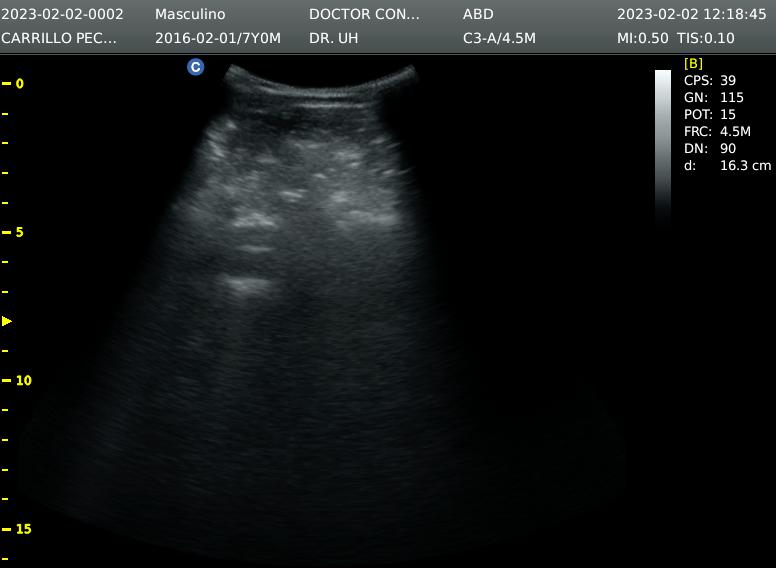 2023-02-02-0002 Masculino DOCTOR CON... ABD 2023-02-02 12:18:45
CARRILLO PEC... 2016-02-01/7Y0M DR. UH C3-A/4.5M MI:0.50 TIS:0.10
C
[B]
CPS: 39
GN: 115
POT: 15
FRC: 4.5M
DN: 90
d: 16.3 cm
0
5
10
15